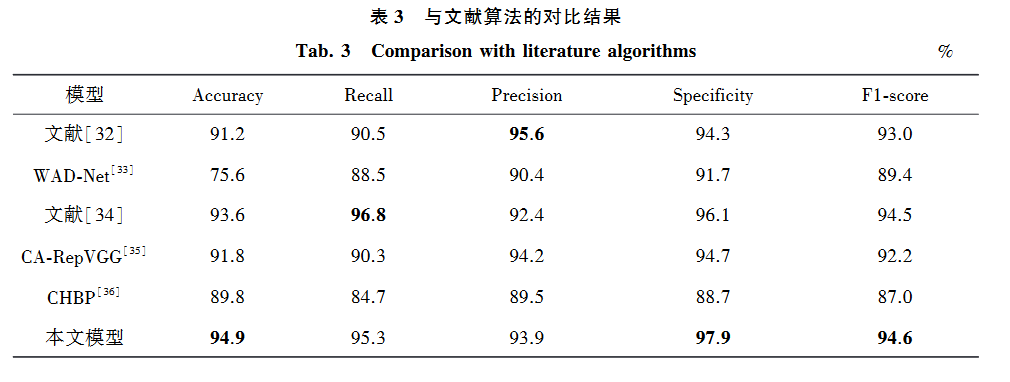 表 3 与文献算法的对比结果
Tab. 3 Comparison with literature algorithms %
模型 Accuracy Recall Precision Specificity F1-score
文献[32] 91.2 90.5 95.6 94.3 93.0
WAD-Net[33] 75.6 88.5 90.4 91.7 89.4
文献[34] 93.6 96.8 92.4 96.1 94.5
CA-RepVGG[35] 91.8 90.3 94.2 94.7 92.2
CHBP[36] 89.8 84.7 89.5 88.7 87.0
本文模型 94.9 95.3 93.9 97.9 94.6